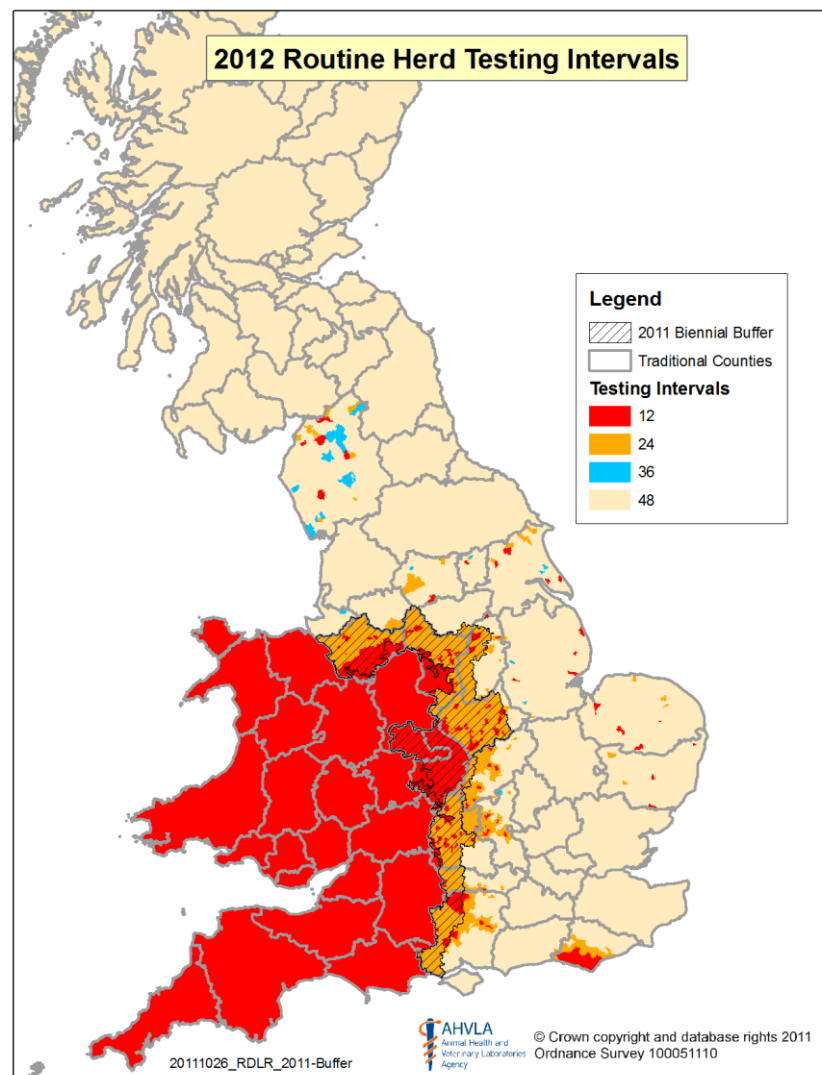 2012 Routine Herd Testing Intervals
Legend
2011 Biennial Buffer
Traditional Counties
Testing Intervals
12
24
36
48
20111026_RDLR_2011-Buffer
AHVLA
Animal Health and
Veterinary Laboratories
Agency
© Crown copyright and database rights 2011
Ordnance Survey 100051110